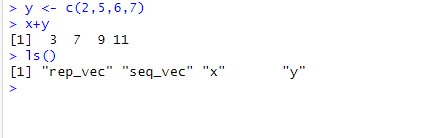 > y <- c(2,5,6,7)
> x+y
[1]  3  7  9 11
> ls()
[1] "rep_vec" "seq_vec" "x"       "y"
>